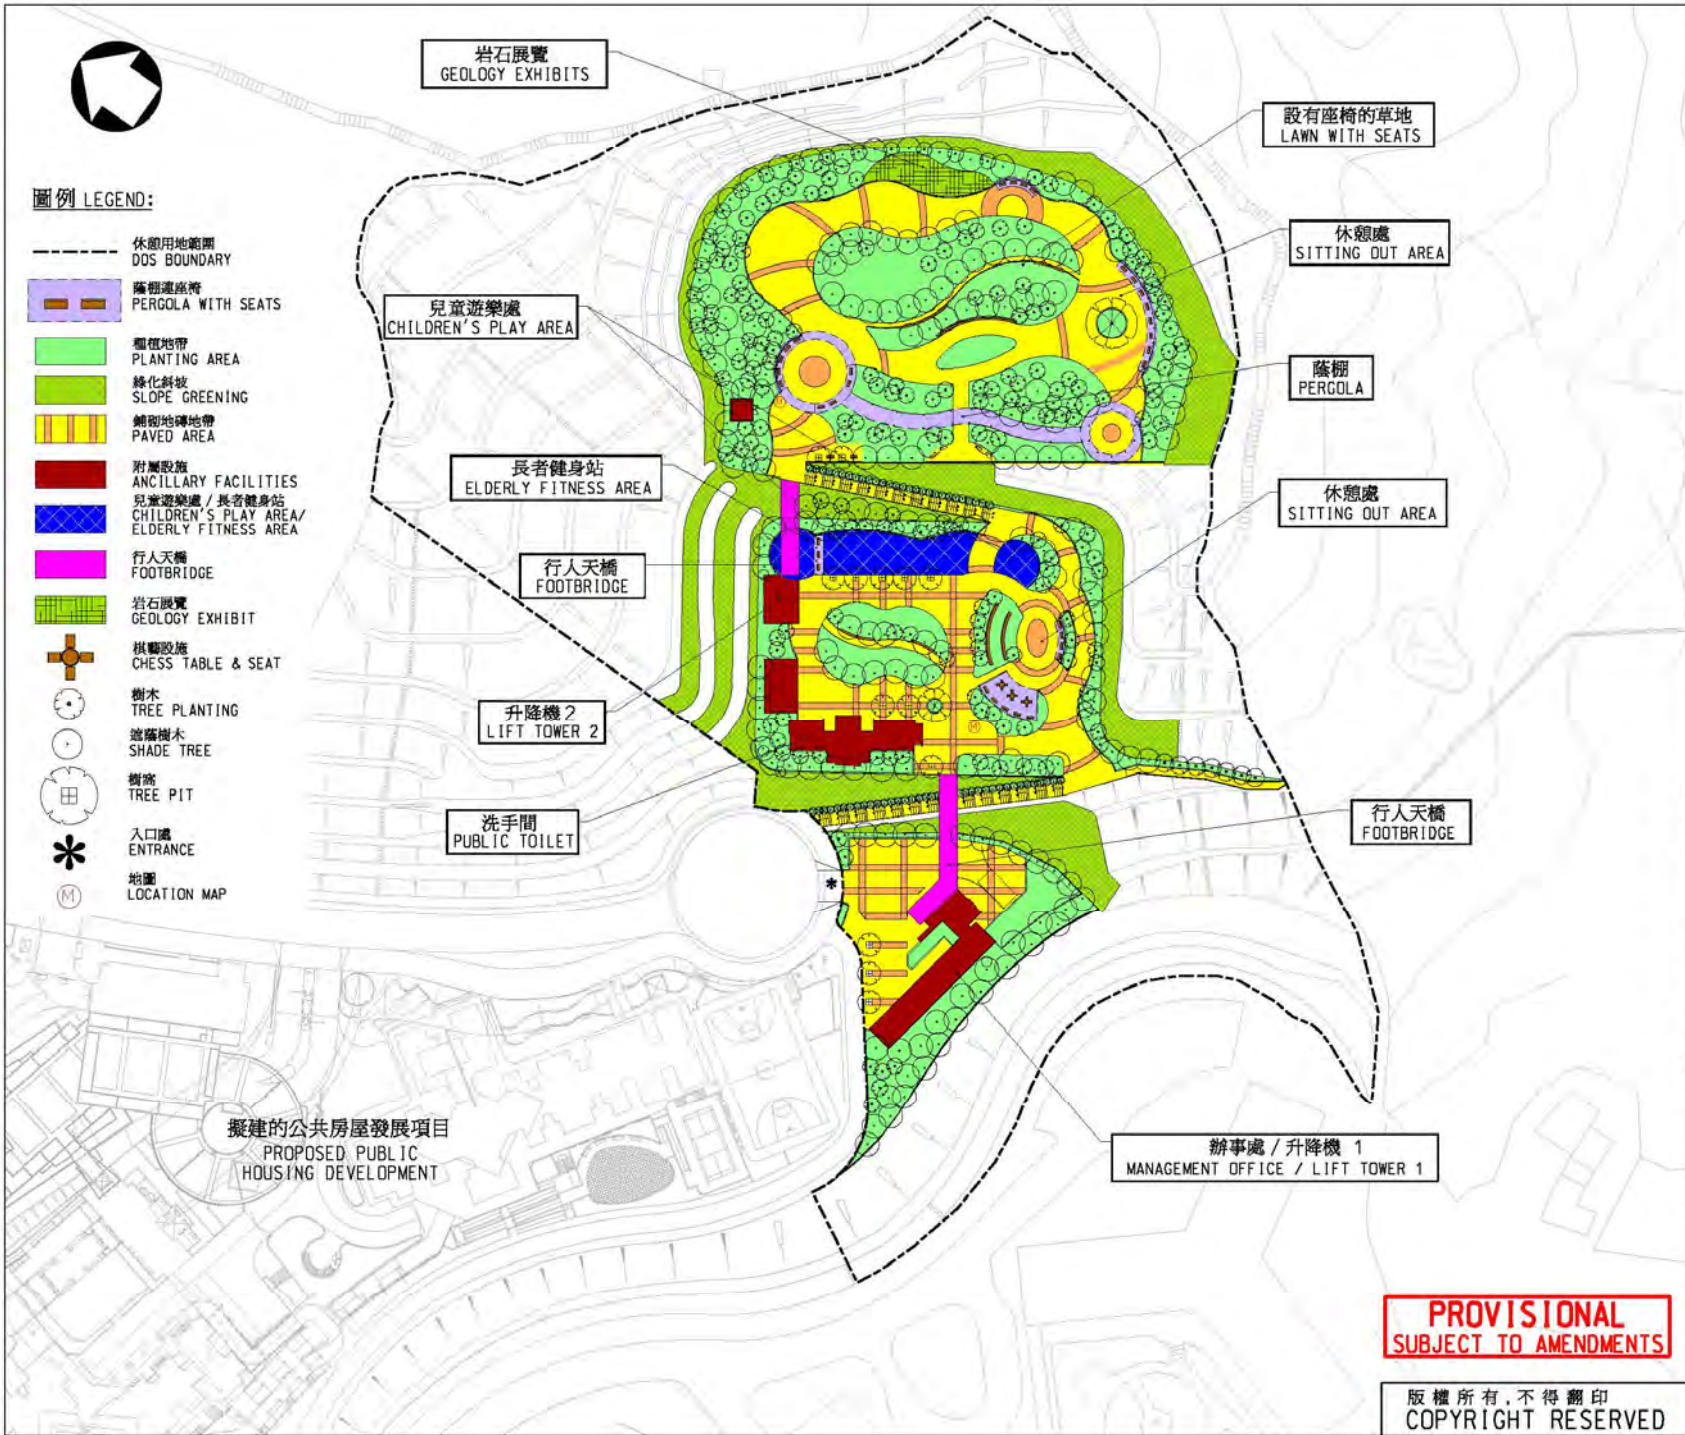 岩石展覽
GEOLOGY EXHIBITS
設有座椅的草地
LAWN WITH SEATS
休憩處
SITTING OUT AREA
兒童遊樂處
CHILDREN'S PLAY AREA
蔭棚
PERGOLA
長者健身站
ELDERLY FITNESS AREA
休憩處
SITTING OUT AREA
行人天橋
FOOTBRIDGE
升降機2
LIFT TOWER 2
洗手間
PUBLIC TOILET
行人天橋
FOOTBRIDGE
辦事處 / 升降機 1
MANAGEMENT OFFICE / LIFT TOWER 1
圖例 LEGEND:
休憩用地範圍
DOS BOUNDARY
蔭棚連座椅
PERGOLA WITH SEATS
種植地帶
PLANTING AREA
綠化斜坡
SLOPE GREENING
鋪砌地磚地帶
PAVED AREA
附屬設施
ANCILLARY FACILITIES
兒童遊樂處 / 長者健身站
CHILDREN'S PLAY AREA/
ELDERLY FITNESS AREA
行人天橋
FOOTBRIDGE
岩石展覽
GEOLOGY EXHIBIT
棋藝設施
CHESS TABLE & SEAT
樹木
TREE PLANTING
遮蔭樹木
SHADE TREE
樹窩
TREE PIT
入口處
ENTRANCE
M
地圖
LOCATION MAP
M
M
擬建的公共房屋發展項目
PROPOSED PUBLIC
HOUSING DEVELOPMENT
PROVISIONAL
SUBJECT TO AMENDMENTS
版權所有,不得翻印
COPYRIGHT RESERVED